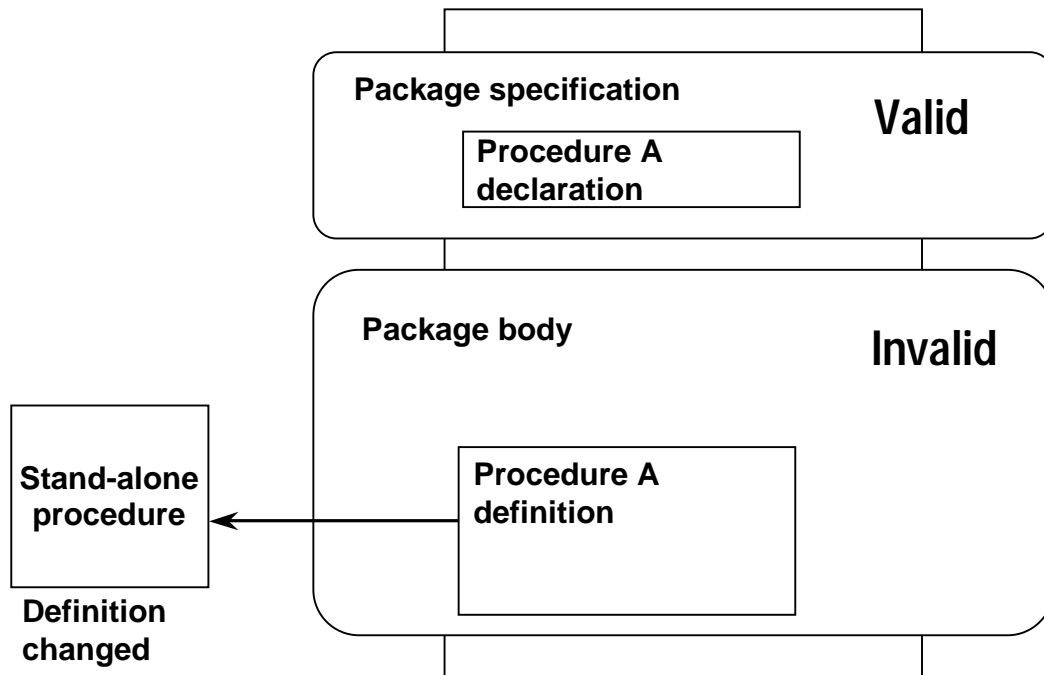 Package specification
Valid
Procedure A
declaration
Package body
Invalid
Stand-alone
procedure
Procedure A
definition
Definition
changed